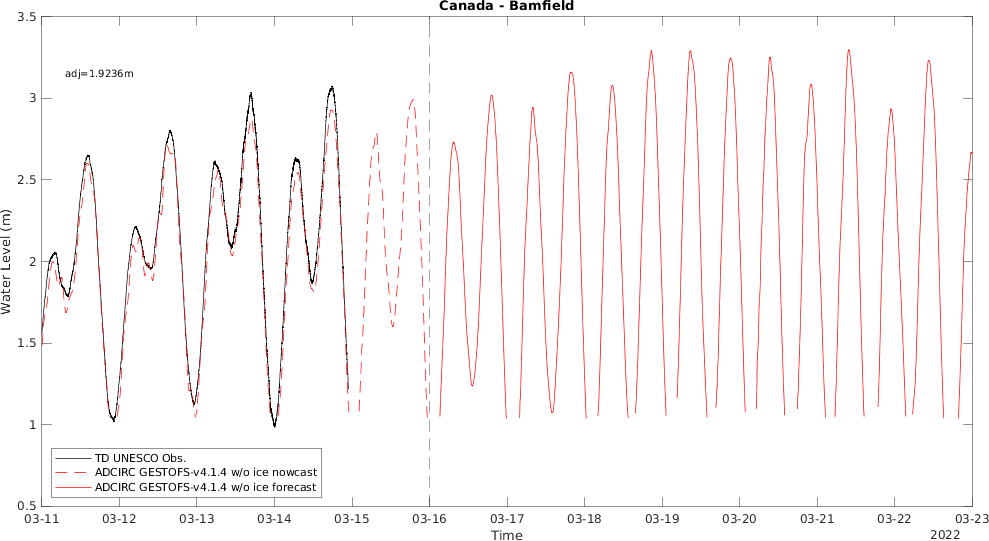 Canada - Bamfield
3.5
adj=1.9236m
3
2.5
2
1.5
1
0.5
Water Level (m)
TD UNESCO Obs.
ADCIRC GESTOFS-v4.1.4 w/o ice nowcast
ADCIRC GESTOFS-v4.1.4 w/o ice forecast
03-11 03-12 03-13 03-14 03-15 03-16 03-17 03-18 03-19 03-20 03-21 03-22 03-23
Time
2022